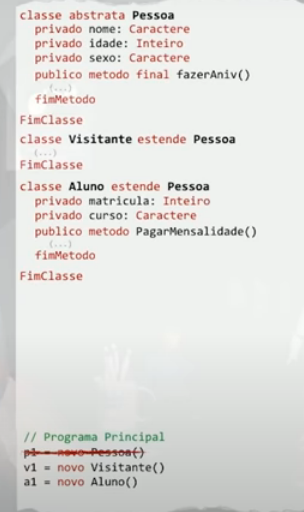 classe abstrata Pessoa
privado nome: Caractere
privado idade: Inteiro
privado sexo: Caractere
publico metodo final fazerAniv()
(...)
fimMetodo
FimClasse
classe Visitante estende Pessoa
(...)
FimClasse
classe Aluno estende Pessoa
privado matricula: Inteiro
privado curso: Caractere
publico metodo PagarMensalidade()
(...)
fimMetodo
FimClasse
// Programa Principal
p1 = novo Pessoa()
v1 = novo Visitante()
a1 = novo Aluno()